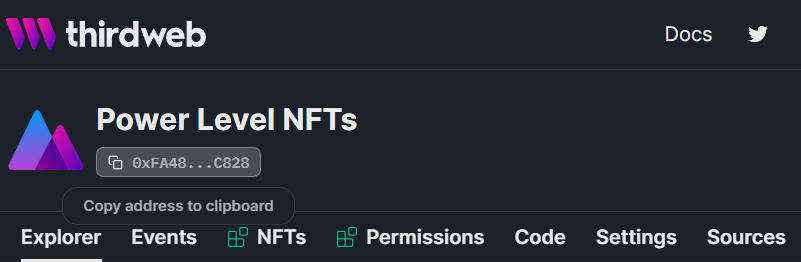 thirdweb Docs
Power Level NFTs
0xFA48...C828
Copy address to clipboard
Explorer Events NFTs Permissions Code Settings Sources